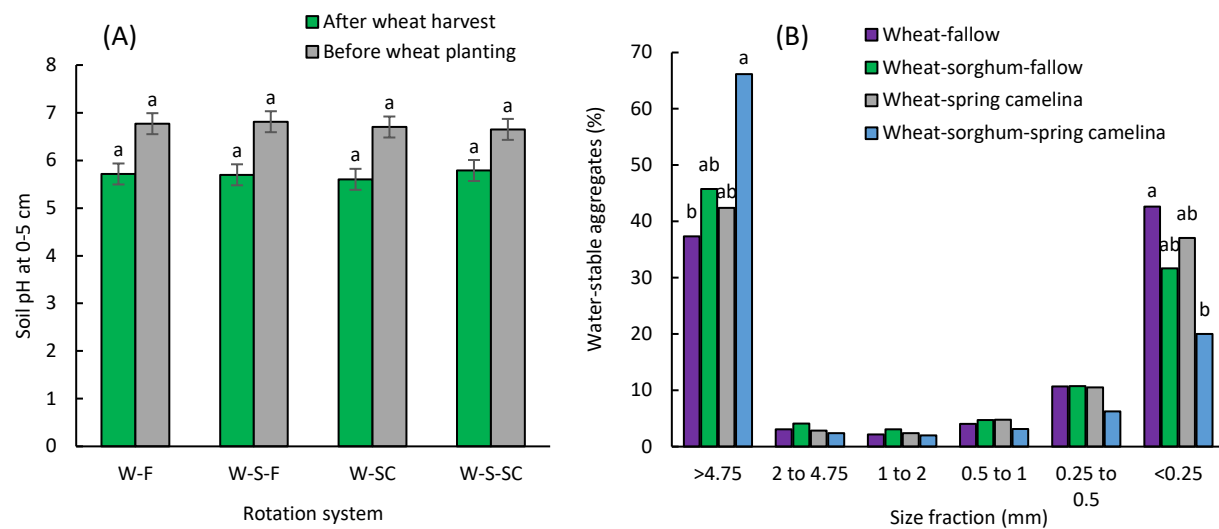 (A)
After wheat harvest
Before wheat planting
Soil pH at 0-5 cm
8
7
6
5
4
3
2
1
0
a
a
a
a
a
a
a
a
W-F
W-S-F
W-SC
W-S-SC
Rotation system
(B)
Wheat-fallow
Wheat-sorghum-fallow
Wheat-spring camelina
Wheat-sorghum-spring camelina
Water-stable aggregates (%)
70
60
50
40
30
20
10
0
b
ab
ab
a
a
ab
ab
b
>4.75
2 to 4.75
1 to 2
0.5 to 1
0.25 to
0.5
<0.25
Size fraction (mm)